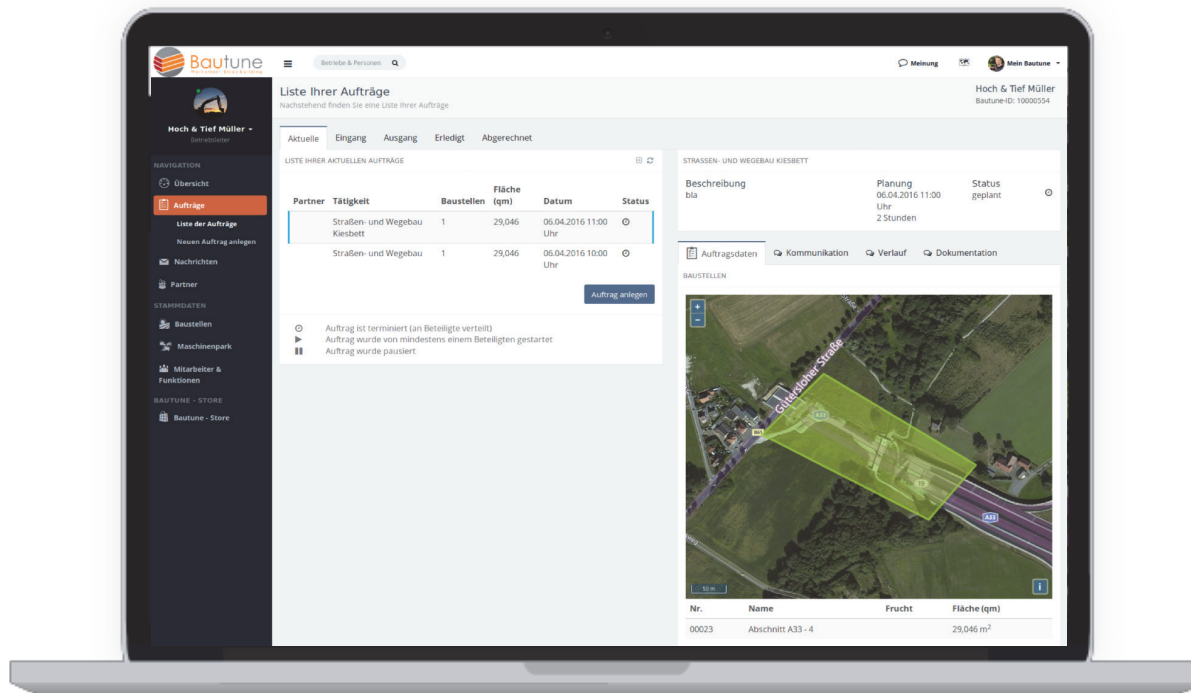 Bautune
Betriebe & Personen
Meinung
Mein Bautune
Hoch & Tief Müller
Betriebsleiter
NAVIGATION
Übersicht
Aufträge
Liste der Aufträge
Neuen Auftrag anlegen
Nachrichten
Partner
STAMMDATEN
Baustellen
Maschinenpark
Mitarbeiter &
Funktionen
BAUTUNE - STORE
Bautune - Store
Liste Ihrer Aufträge
Nachstehend finden Sie eine Liste Ihrer Aufträge
Hoch & Tief Müller
Bautune-ID: 10000554
Aktuelle Eingang Ausgang Erledigt Abgerechnet
LISTE IHRER AKTUELLEN AUFTRÄGE
Fläche
Partner Tätigkeit Baustellen (qm) Datum Status
Straßen- und Wegebau 1 29,046 06.04.2016 11:00
Kiesbett Uhr
Straßen- und Wegebau 1 29,046 06.04.2016 10:00
Uhr
Auftrag anlegen
Auftrag ist terminiert (an Beteiligte verteilt)
Auftrag wurde von mindestens einem Beteiligten gestartet
Auftrag wurde pausiert
STRASSEN- UND WEGEBAU KIESBETT
Beschreibung Planung Status
bla 06.04.2016 11:00 geplant
Uhr
2 Stunden
Auftragsdaten Kommunikation Verlauf Dokumentation
BAUSTELLEN
+
–
Gütersloher Straße
A33
B61
A33
50 m
i
Nr. Name Frucht Fläche (qm)
00023 Abschnitt A33 - 4 29,046 m²